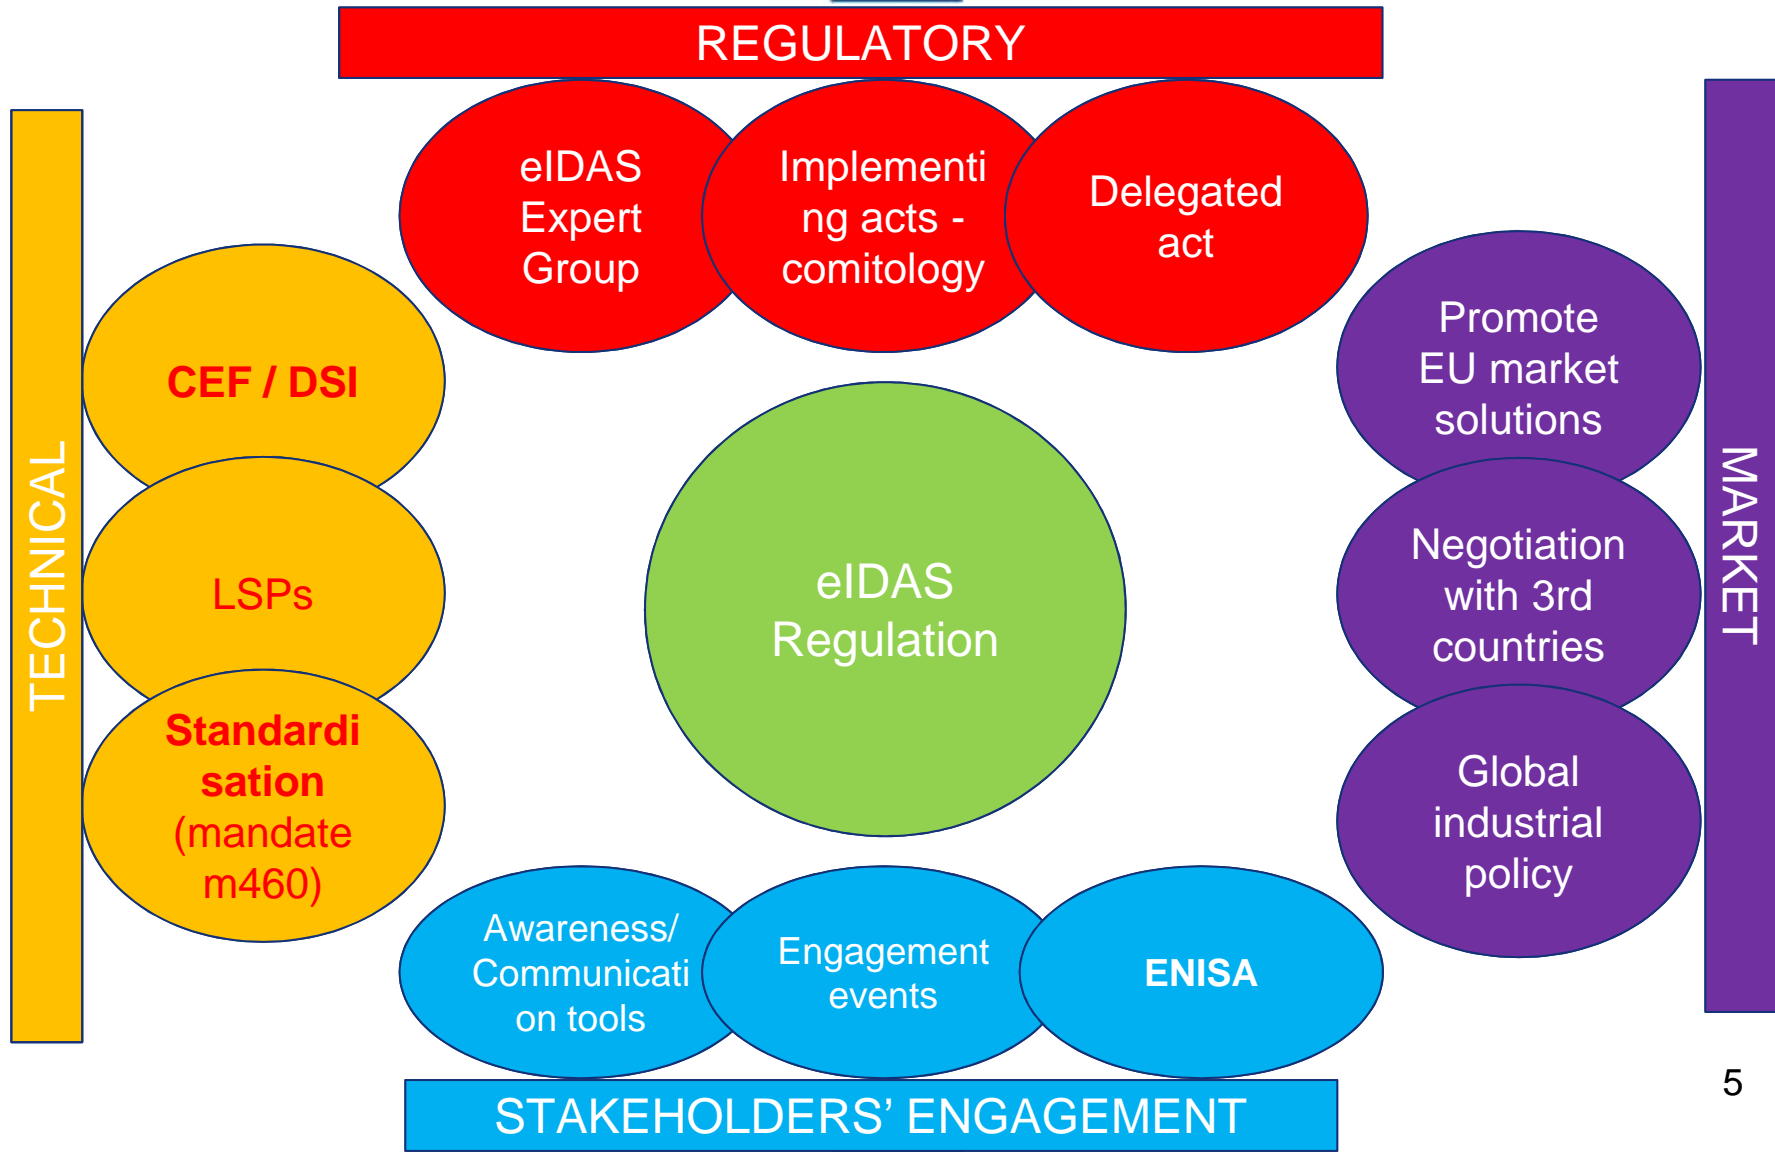 REGULATORY
eIDAS
Expert
Group
Implementi
ng acts -
comitology
Delegated
act
TECHNICAL
CEF / DSI
LSPs
Standardi
sation
(mandate
m460)
eIDAS
Regulation
Promote
EU market
solutions
Negotiation
with 3rd
countries
Global
industrial
policy
MARKET
Awareness/
Communicati
on tools
Engagement
events
ENISA
STAKEHOLDERS’ ENGAGEMENT
5